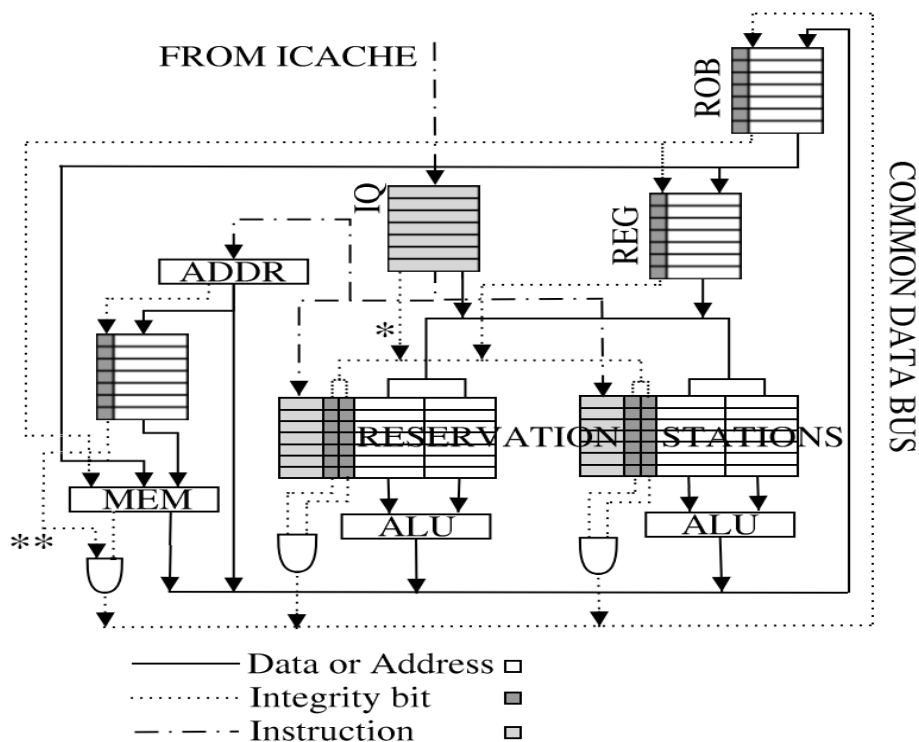 FROM ICACHE
ROB
IQ
REG
COMMON DATA BUS
ADDR
*
RESERVATION STATIONS
MEM
ALU
ALU
**
Data or Address
Integrity bit
Instruction